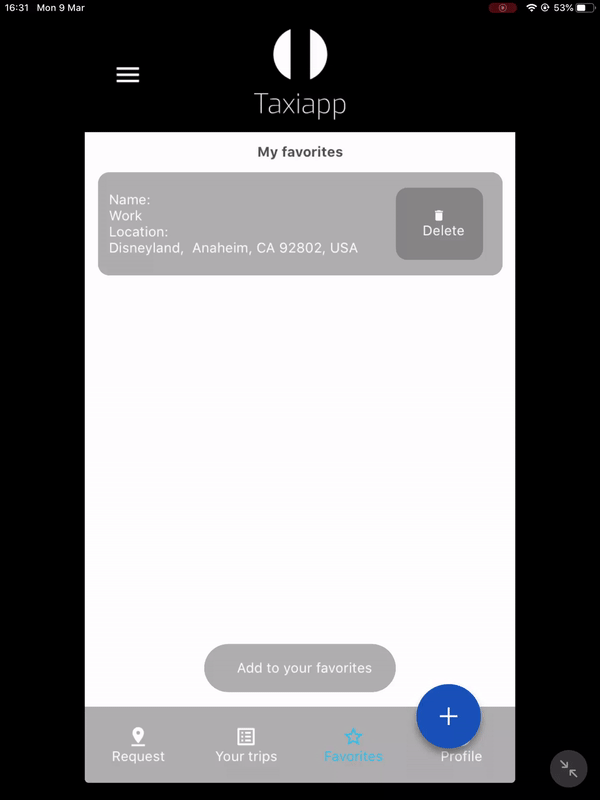 16:31 Mon 9 Mar
53%
Taxiapp
My favorites
Name:
Work
Location:
Disneyland, Anaheim, CA 92802, USA
Delete
Add to your favorites
Request
Your trips
Favorites
Profile